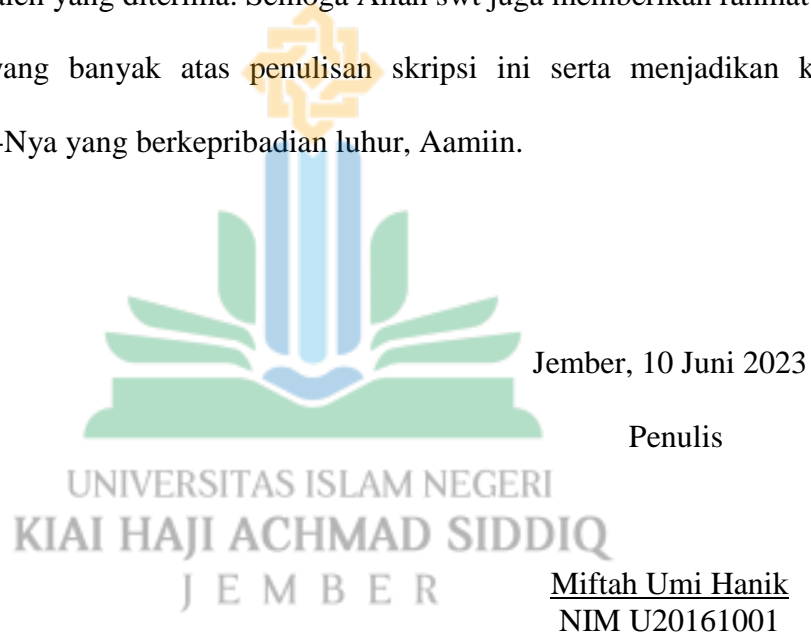 yang diterima. Semoga Allah swt juga memberikan rahmat
yang banyak atas penulisan skripsi ini serta menjadikan
-Nya yang berkepribadian luhur, Aamiin.
Jember, 10 Juni 2023
Penulis
UNIVERSITAS ISLAM NEGERI
KIAI HAJI ACHMAD SIDDIQ
JEMBER
Miftah Umi Hanik
NIM U20161001